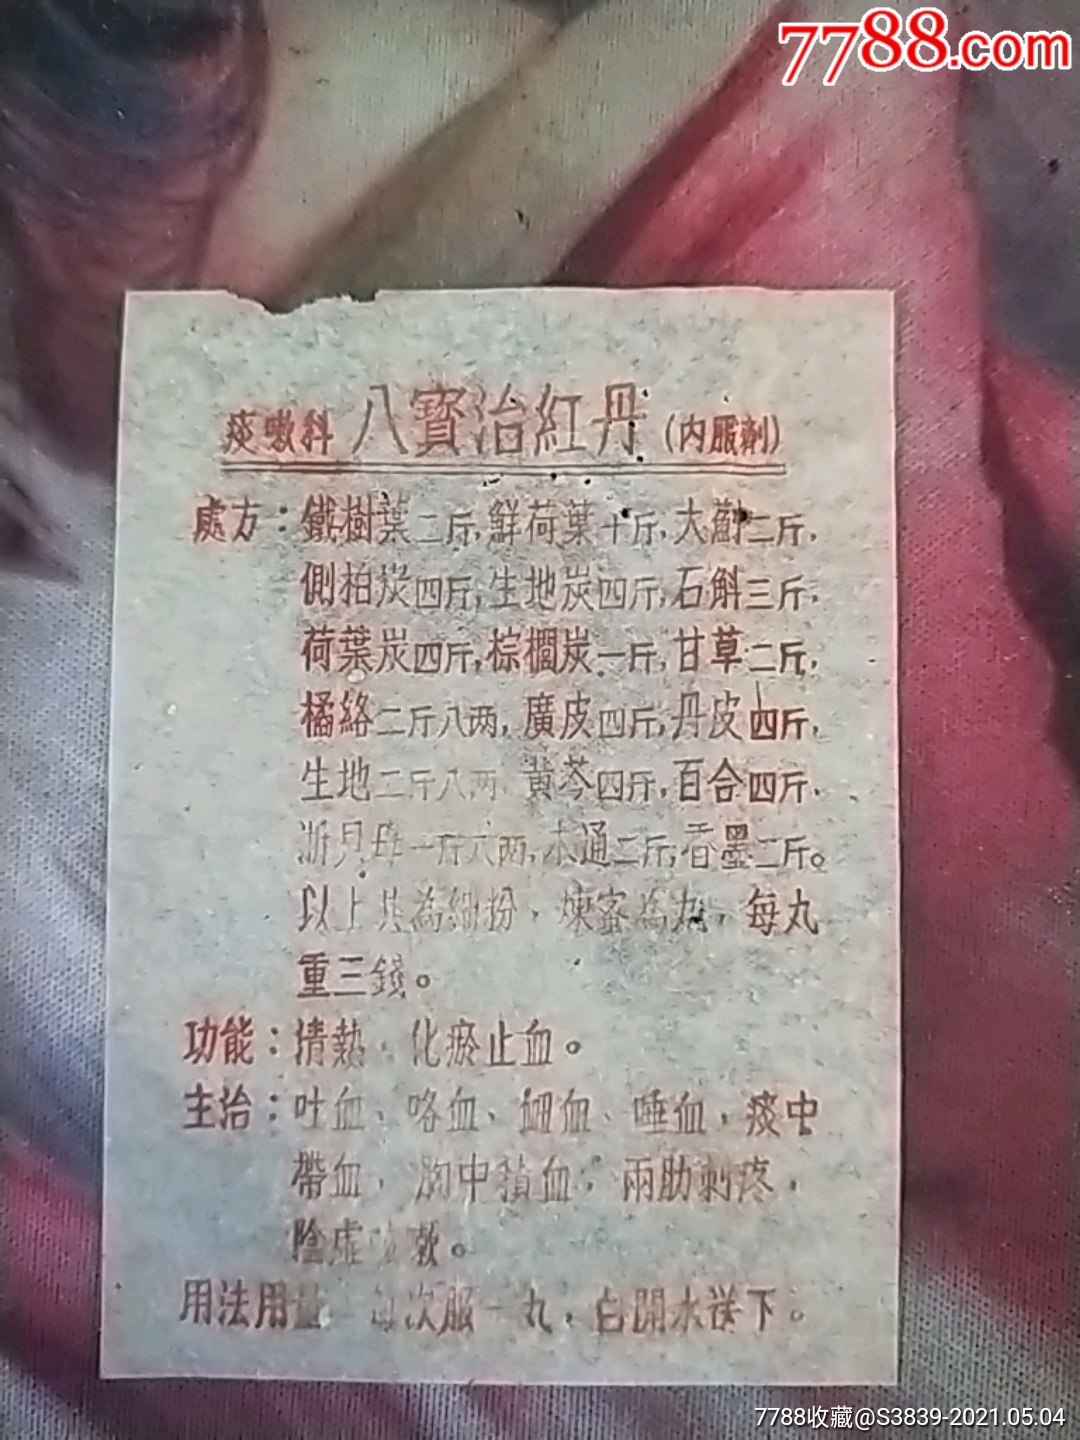 7788.com
痰嗽科 八寶治紅丹 (内服劑)
處方：鐵樹葉二斤，鮮荷葉十斤，大薊二斤，
側柏炭四斤，生地炭四斤，石斛三斤，
荷葉炭四斤，棕櫚炭一斤，甘草二斤，
橘絡二斤八两，廣皮四斤，丹皮四斤，
生地二斤八两，黄芩四斤，百合四斤，
浙貝母一斤六两，木通二斤，香墨二斤。
以上共為細扮，煉蜜為丸，每丸
重三錢。
功能：清熱，化瘀止血。
主治：吐血、咯血、衄血、唾血，痰中
帶血，胸中積血，兩肋刺疼，
陰虚嗽。
用法用量 每次服一丸，白開水送下。
7788收藏@S3839-2021.05.04